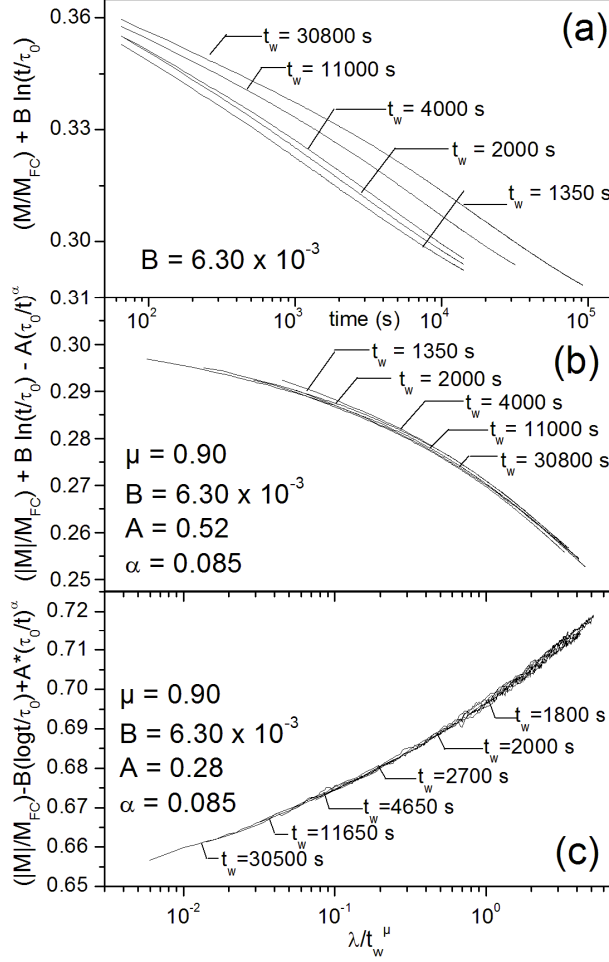 (a)
(M/M_FC) + B ln(t/τ_0)
0.36
0.33
0.30
t_w= 30800 s
t_w= 11000 s
t_w= 4000 s
t_w= 2000 s
t_w= 1350 s
B = 6.30 x 10^-3
10^2
10^3
time (s)
10^4
10^5
(b)
(|M|/M_FC) + B ln(t/τ_0) - A(τ_0/t)^α
0.31
0.30
0.29
0.28
0.27
0.26
0.25
t_w= 1350 s
t_w= 2000 s
t_w= 4000 s
t_w= 11000 s
t_w= 30800 s
μ = 0.90
B = 6.30 x 10^-3
A = 0.52
α = 0.085
(c)
(|M|/M_FC)-B(logt/τ_0)+A*(τ_0/t)^α
0.72
0.71
0.70
0.69
0.68
0.67
0.66
0.65
μ = 0.90
B = 6.30 x 10^-3
A = 0.28
α = 0.085
t_w=1800 s
t_w=2000 s
t_w=2700 s
t_w=4650 s
t_w=11650 s
t_w=30500 s
10^-2
10^-1
10^0
λ/t_w^μ